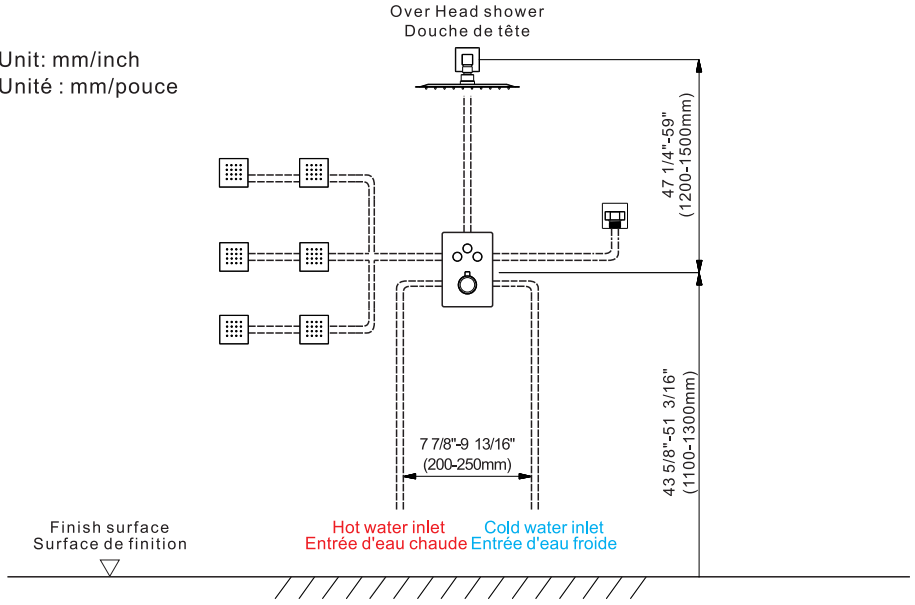 Over Head shower
Douche de tête
Unit: mm/inch
Unité : mm/pouce
47 1/4"-59"
(1200-1500mm)
43 5/8"-51 3/16"
(1100-1300mm)
7 7/8"-9 13/16"
(200-250mm)
Finish surface
Surface de finition
Hot water inlet
Entrée d'eau chaude
Cold water inlet
Entrée d'eau froide